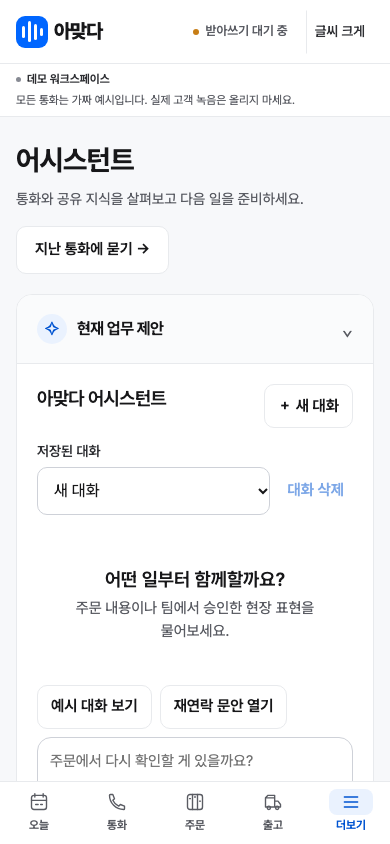 아맞다
받아쓰기 대기 중
글씨 크게
데모 워크스페이스
모든 통화는 가짜 예시입니다. 실제 고객 녹음은 올리지 마세요.
어시스턴트
통화와 공유 지식을 살펴보고 다음 일을 준비하세요.
지난 통화에 묻기 →
현재 업무 제안
아맞다 어시스턴트
+ 새 대화
저장된 대화
새 대화
대화 삭제
어떤 일부터 함께할까요?
주문 내용이나 팀에서 승인한 현장 표현을
물어보세요.
예시 대화 보기
재연락 문안 열기
주문에서 다시 확인할 게 있을까요?
오늘
통화
주문
출고
더보기